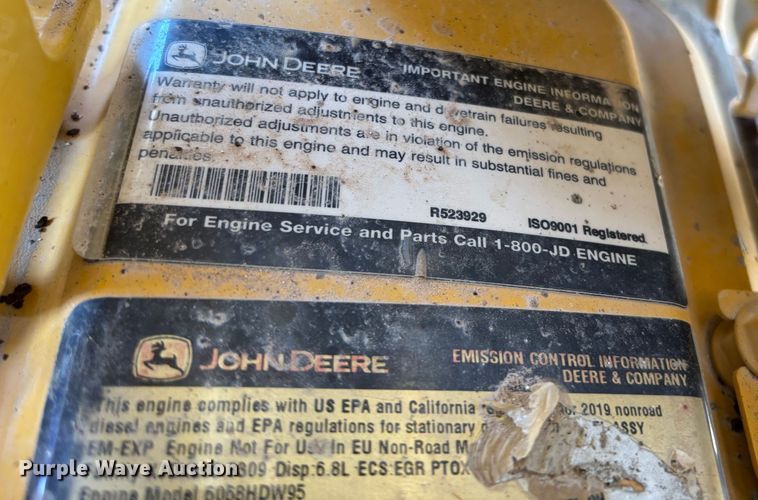 JOHN DEERE
IMPORTANT ENGINE INFORMATION
DEERE & COMPANY
Warranty will not apply to engine and drivetrain failures resulting
from unauthorized adjustments to this engine.
Unauthorized adjustments are in violation of the emission regulations
applicable to this engine and may result in substantial fines and
penalties.
R523929 ISO9001 Registered
For Engine Service and Parts Call 1-800-JD ENGINE
JOHN DEERE
EMISSION CONTROL INFORMATION
DEERE & COMPANY
This engine complies with US EPA and California for 2019 nonroad
diesel engines and EPA regulations for stationary
EM-EXP Engine Not For Use In EU Non-Road
609 Disp:6.8L ECS:EGR PTOX
Engine Model 6068HDW95
Purple Wave Auction